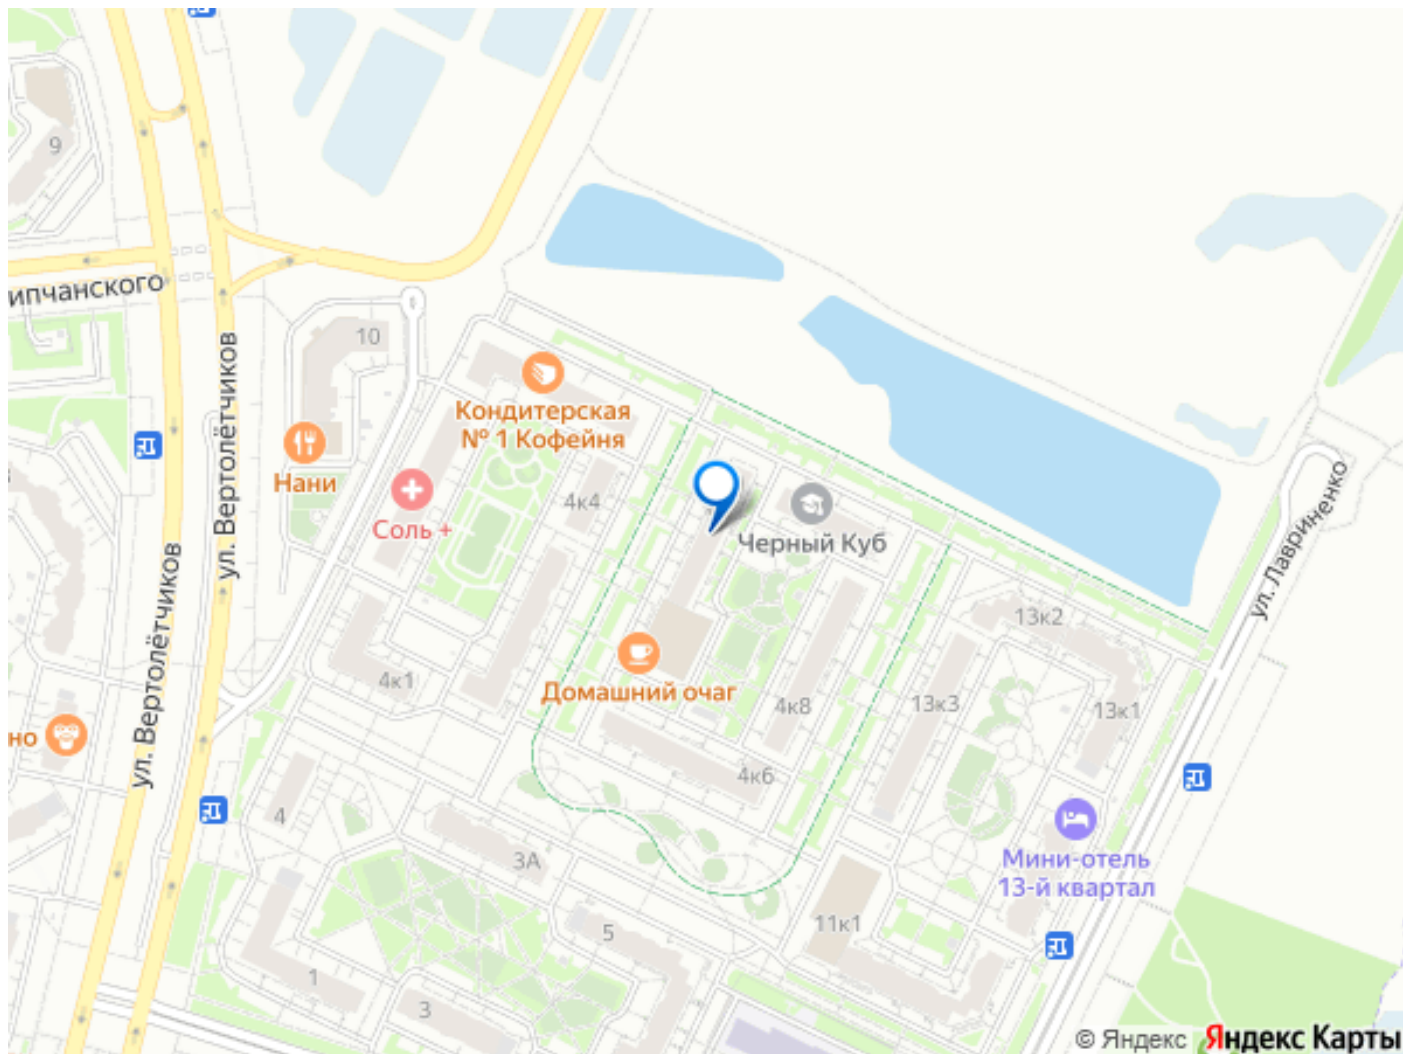 9
ипчанского
10
Кондитерская
№ 1 Кофейня
ул. Вертолётчиков
Нани
4к4
Соль +
Черный Куб
ул. Лавриненко
ул. Вертолётчиков
13к2
4к1
Домашний очаг
4к8
13к3
13к1
но
4к6
4
3А
Мини-отель
13-й квартал
11к1
5
1
3
© Яндекс Яндекс Карты